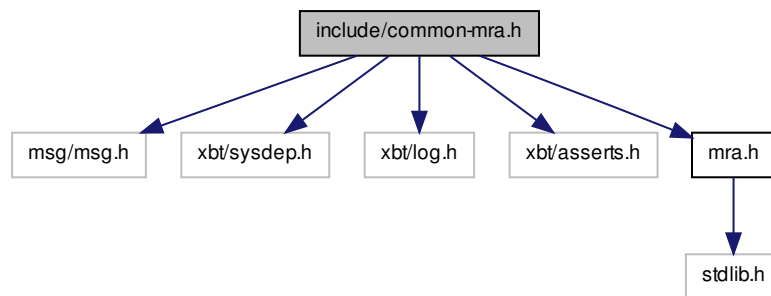 include/common-mra.h
msg/msg.h
xbt/sysdep.h
xbt/log.h
xbt/asserts.h
mra.h
stdlib.h